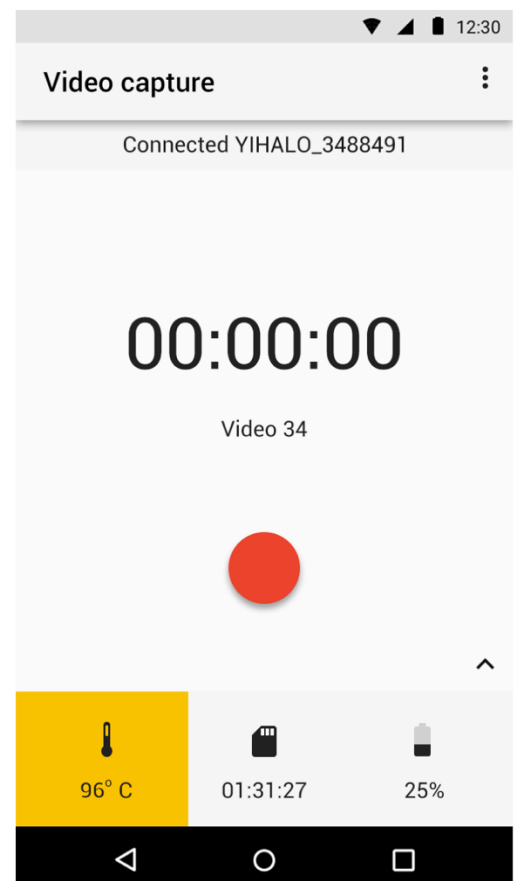 12:30
Video capture
Connected YIHALO_3488491
00:00:00
Video 34
96° C
01:31:27
25%